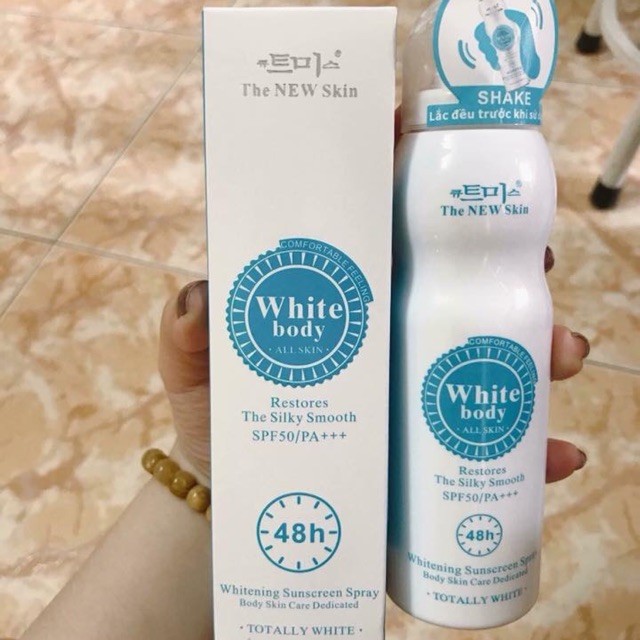 큐트미스®
The NEW Skin
COMFORTABLE FEELING
White
body
· ALL SKIN ·
Restores
The Silky Smooth
SPF50/PA+++
48h
Whitening Sunscreen Spray
Body Skin Care Dedicated
· TOTALLY WHITE ·
SHAKE
Lắc đều trước khi sử
큐트미스®
The NEW Skin
COMFORTABLE FEELING
White
body
· ALL SKIN ·
Restores
The Silky Smooth
SPF50/PA+++
48h
Whitening Sunscreen Spray
Body Skin Care Dedicated
· TOTALLY WHITE ·